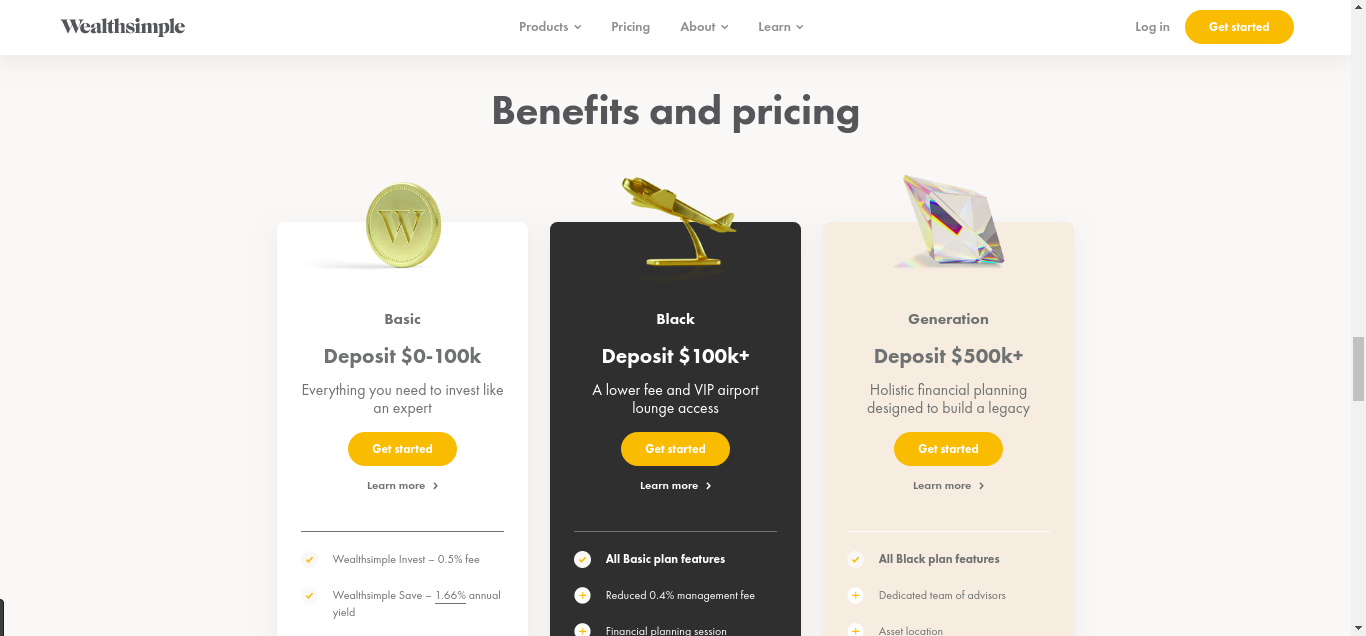 Wealthsimple
Products
Pricing
About
Learn
Log in
Get started
Benefits and pricing
W
Basic
Deposit $0-100k
Everything you need to invest like
an expert
Get started
Learn more
Wealthsimple Invest – 0.5% fee
Wealthsimple Save – 1.66% annual
yield
Black
Deposit $100k+
A lower fee and VIP airport
lounge access
Get started
Learn more
All Basic plan features
Reduced 0.4% management fee
Financial planning session
Generation
Deposit $500k+
Holistic financial planning
designed to build a legacy
Get started
Learn more
All Black plan features
Dedicated team of advisors
Asset location